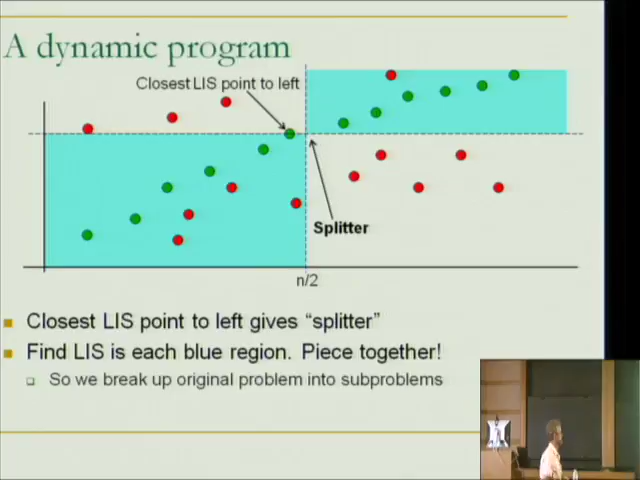 A dynamic program
Closest LIS point to left
Splitter
n/2
Closest LIS point to left gives “splitter”
Find LIS is each blue region. Piece together!
So we break up original problem into subproblems